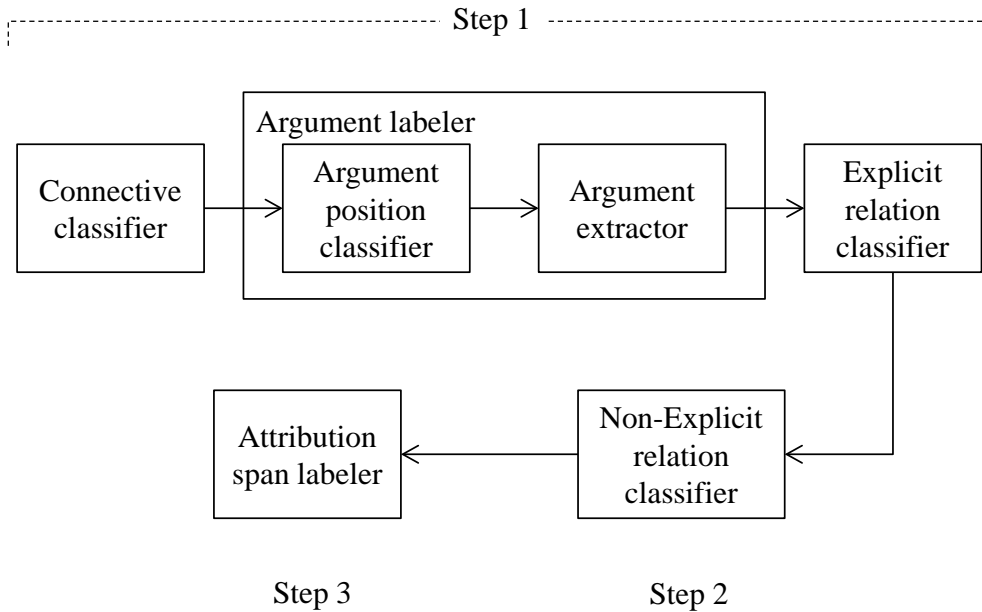 Step 1
Argument labeler
Connective
classifier
Argument
position
classifier
Argument
extractor
Explicit
relation
classifier
Attribution
span labeler
Non-Explicit
relation
classifier
Step 3
Step 2